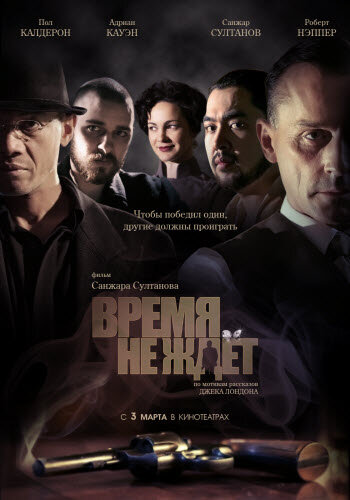 Пол
КАЛДЕРОН
Адриан
КАУЭН
Санжар
СУЛТАНОВ
Роберт
НЭППЕР
Чтобы победил один,
другие должны проиграть
фильм
Санжара Султанова
ВРЕМЯ
НЕ ЖДЁТ
по мотивам рассказов
ДЖЕКА ЛОНДОНА
С 3 МАРТА В КИНОТЕАТРАХ